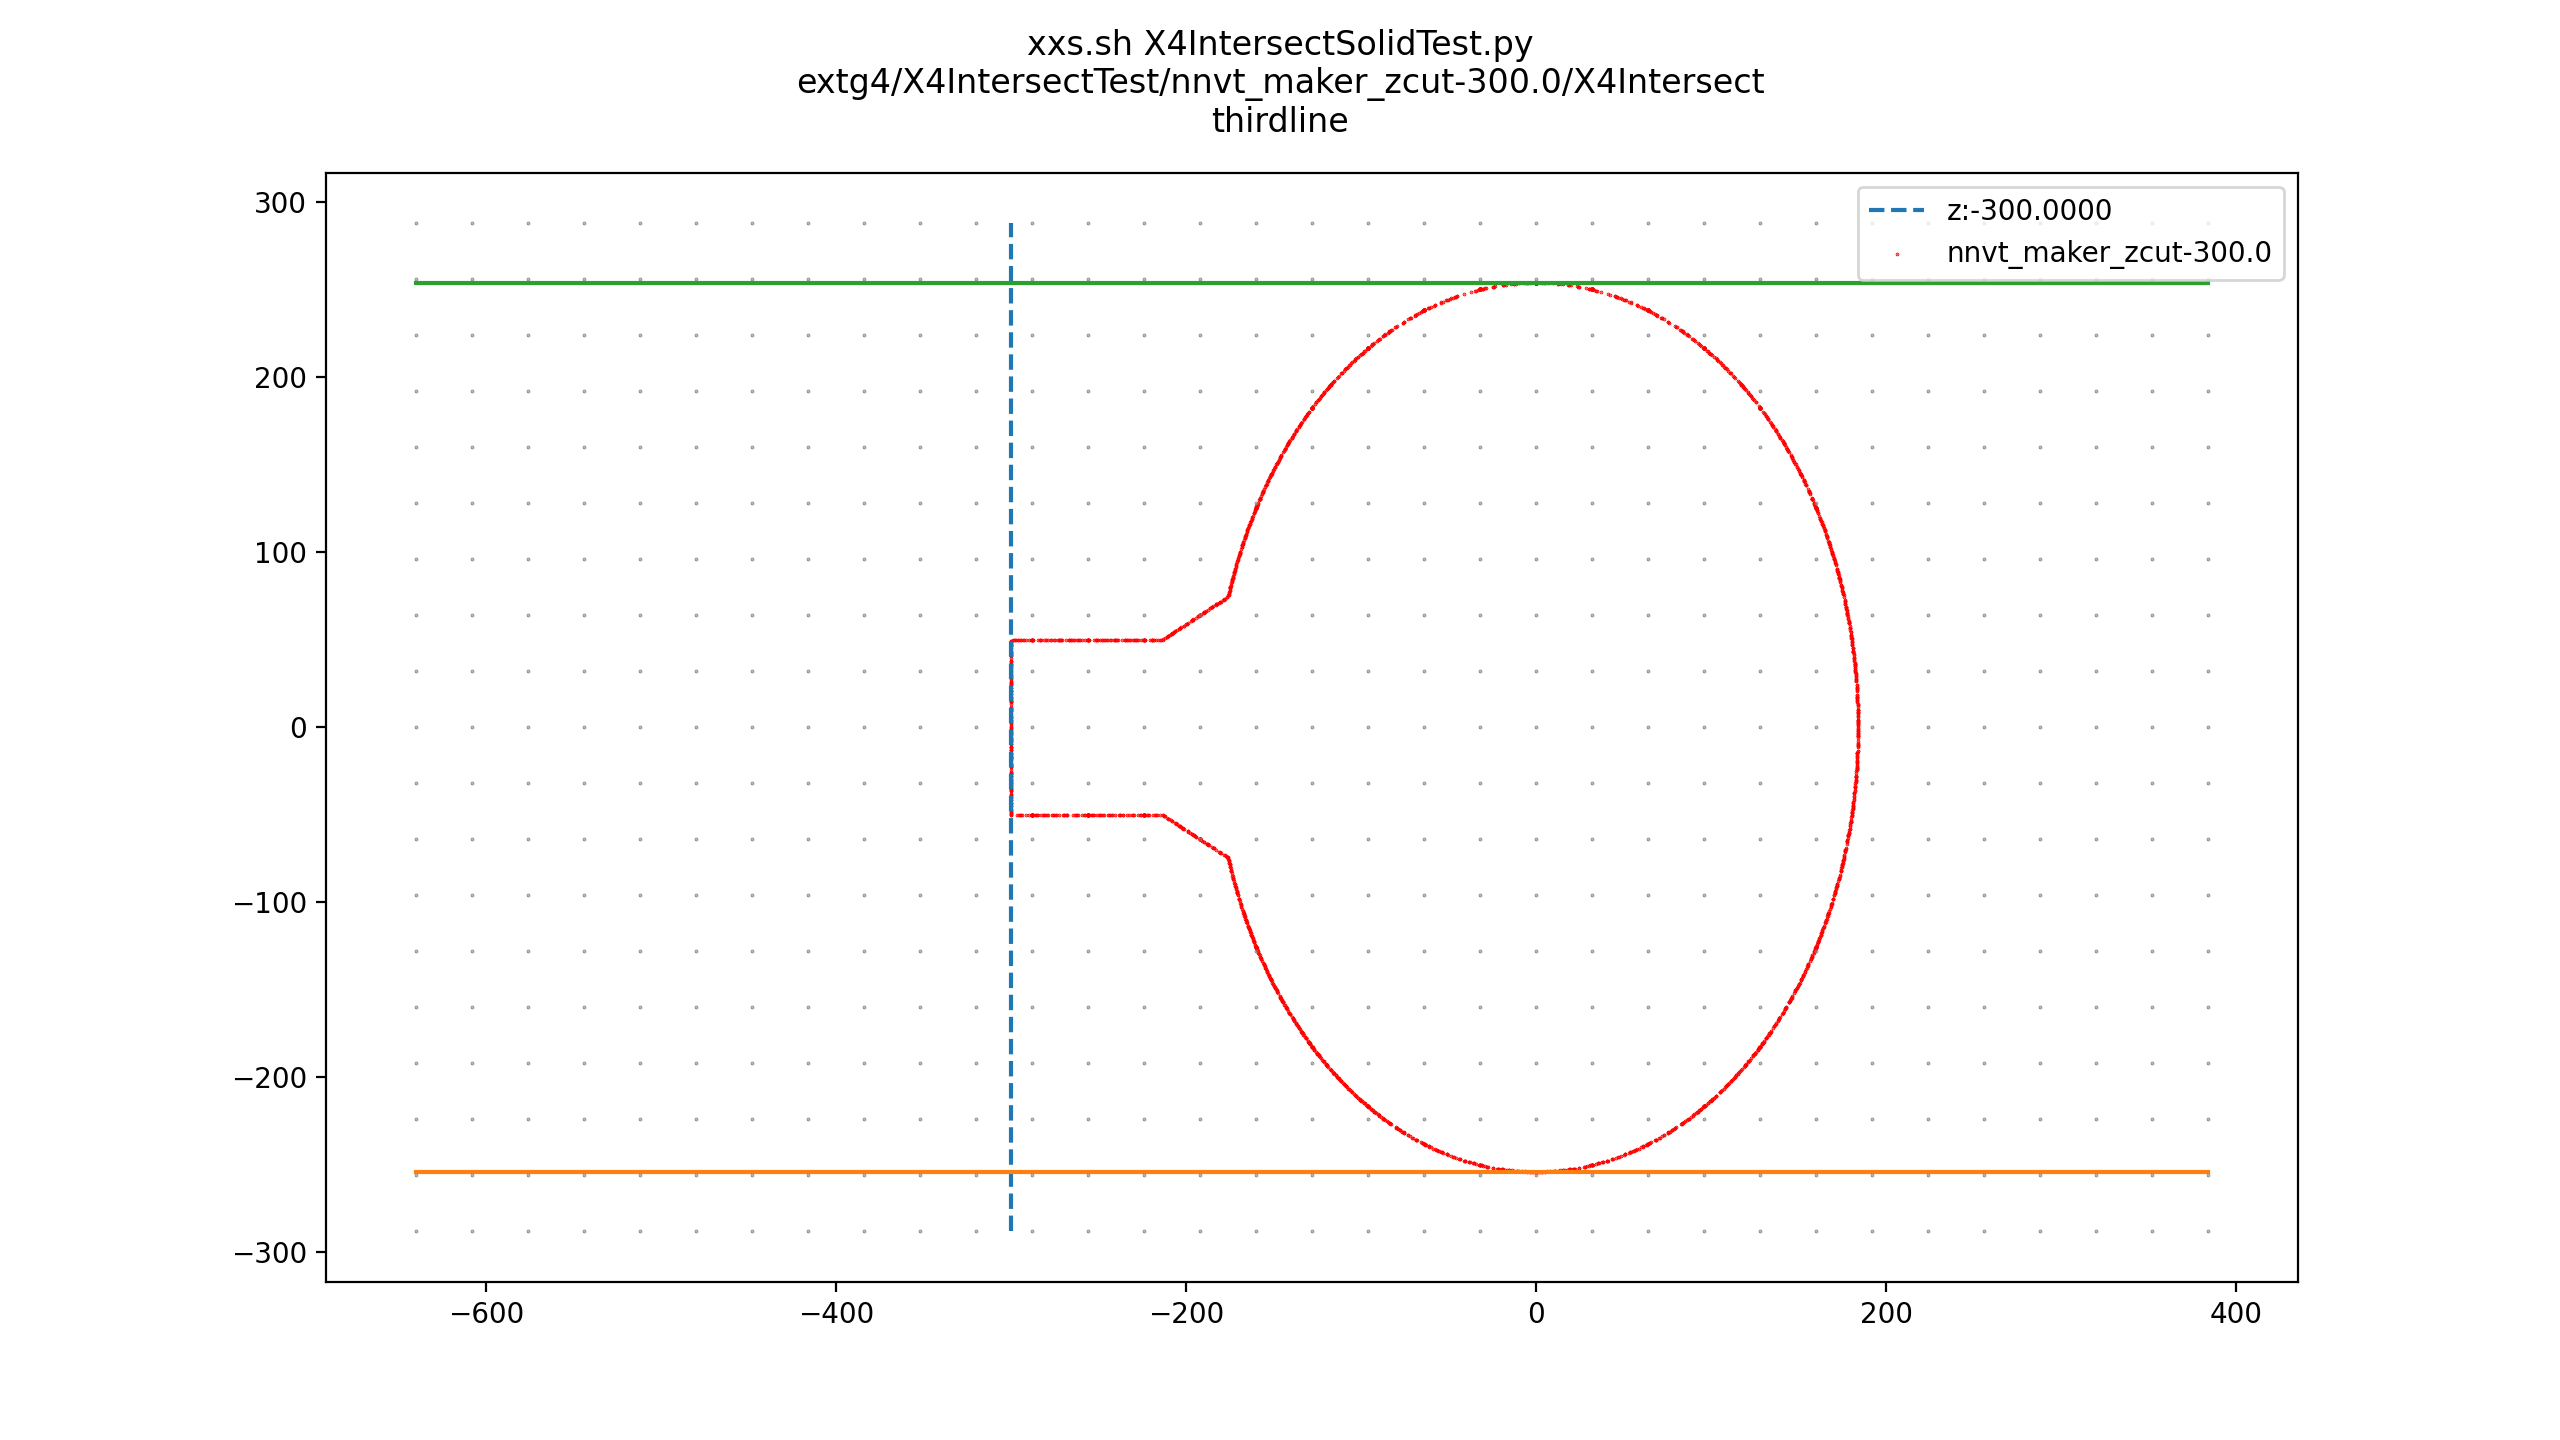 xxs.sh X4IntersectSolidTest.py
extg4/X4IntersectTest/nnvt_maker_zcut-300.0/X4Intersect
thirdline
z:-300.0000
nnvt_maker_zcut-300.0
300
200
100
0
−100
−200
−300
−600
−400
−200
0
200
400